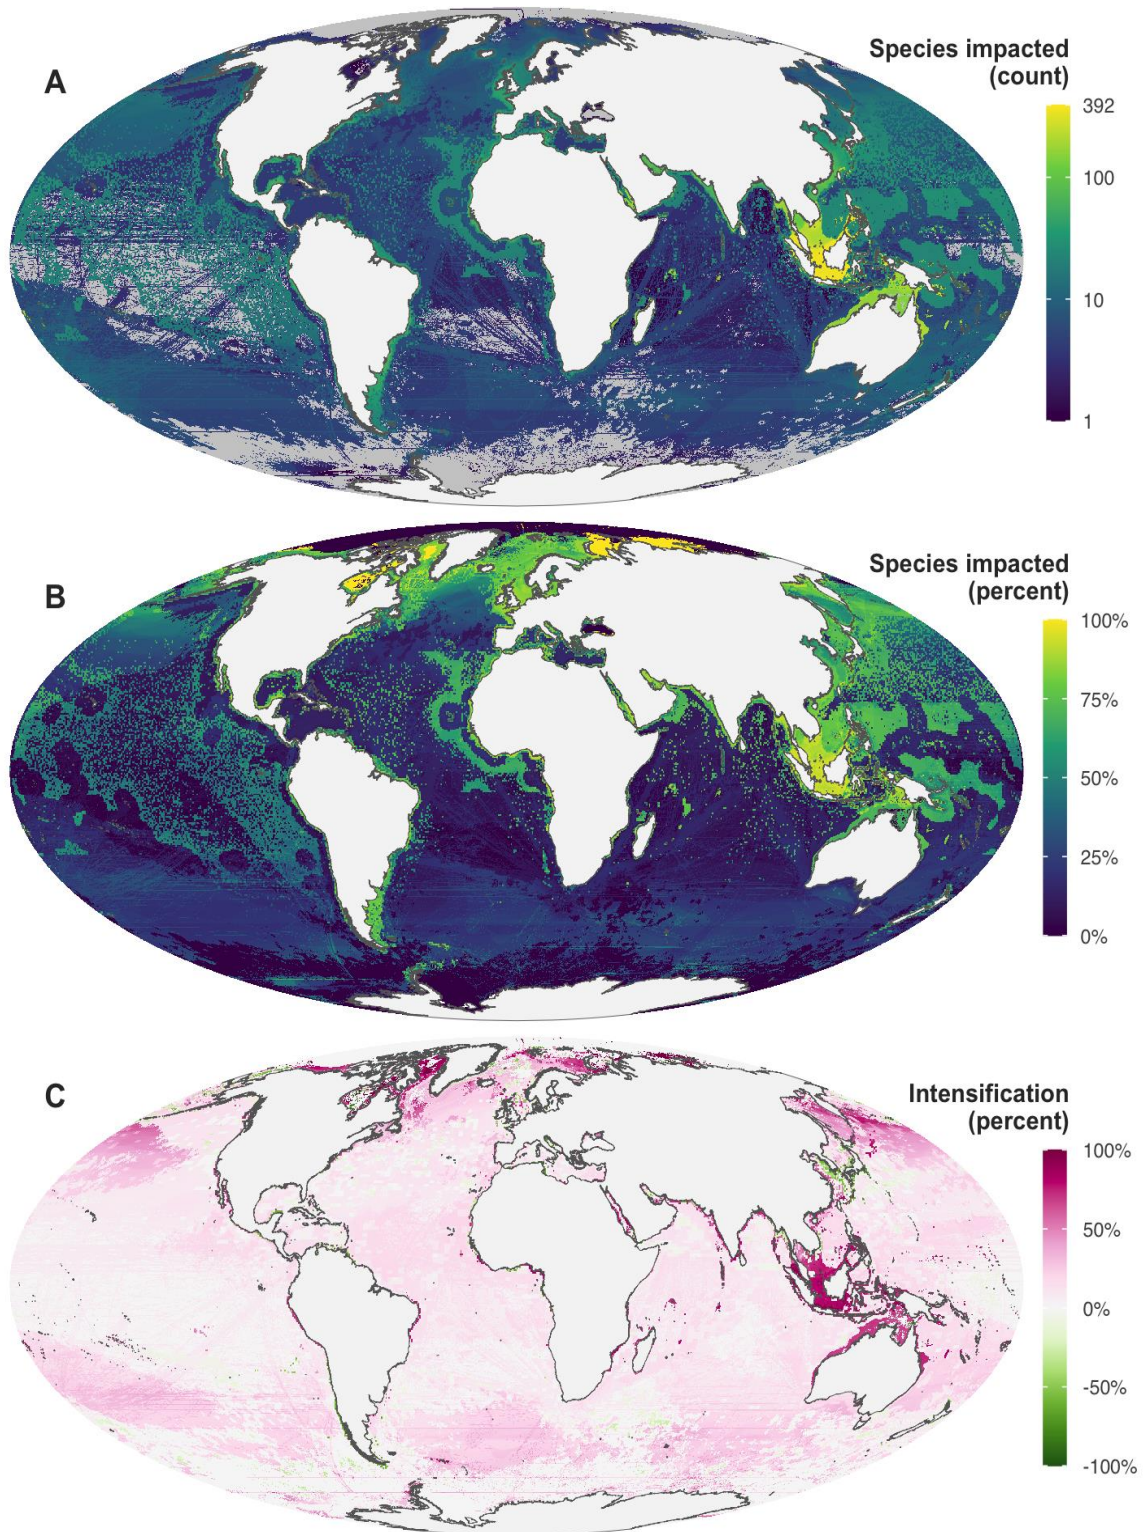 A
Species impacted
(count)
392
100
10
1
B
Species impacted
(percent)
100%
75%
50%
25%
0%
C
Intensification
(percent)
100%
50%
0%
-50%
-100%